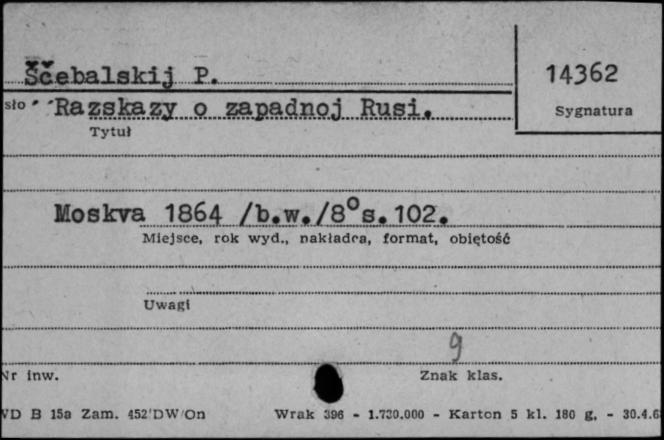 Ščebalskij P.
14362
sło
Razskazy o zapadnoj Rusi.
Sygnatura
Tytuł
Moskva 1864 /b.w./8° s.102.
Miejsce, rok wyd., nakładca, format, obiętość
Uwagi
9
Nr inw.
Znak klas.
WD B 15a Zam. 452/DW/On Wrak 396 - 1.730.000 - Karton 5 kl. 180 g. - 30.4.6